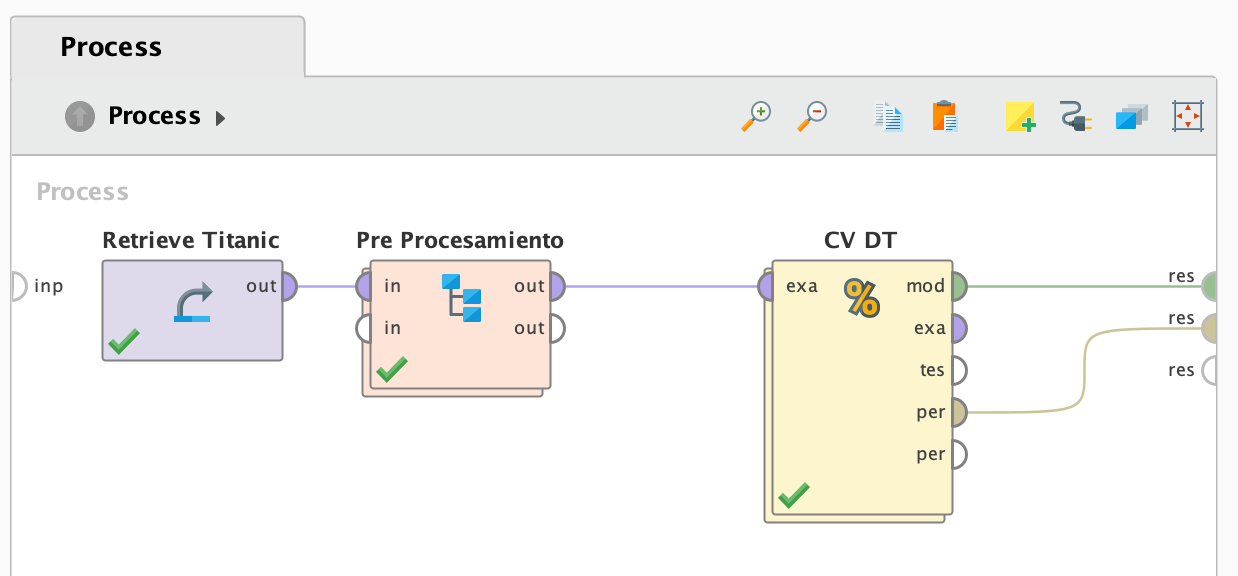 Process
Process
Process
Retrieve Titanic
Pre Procesamiento
CV DT
inp
out
in
out
in
out
exa
mod
exa
tes
per
per
res
res
res